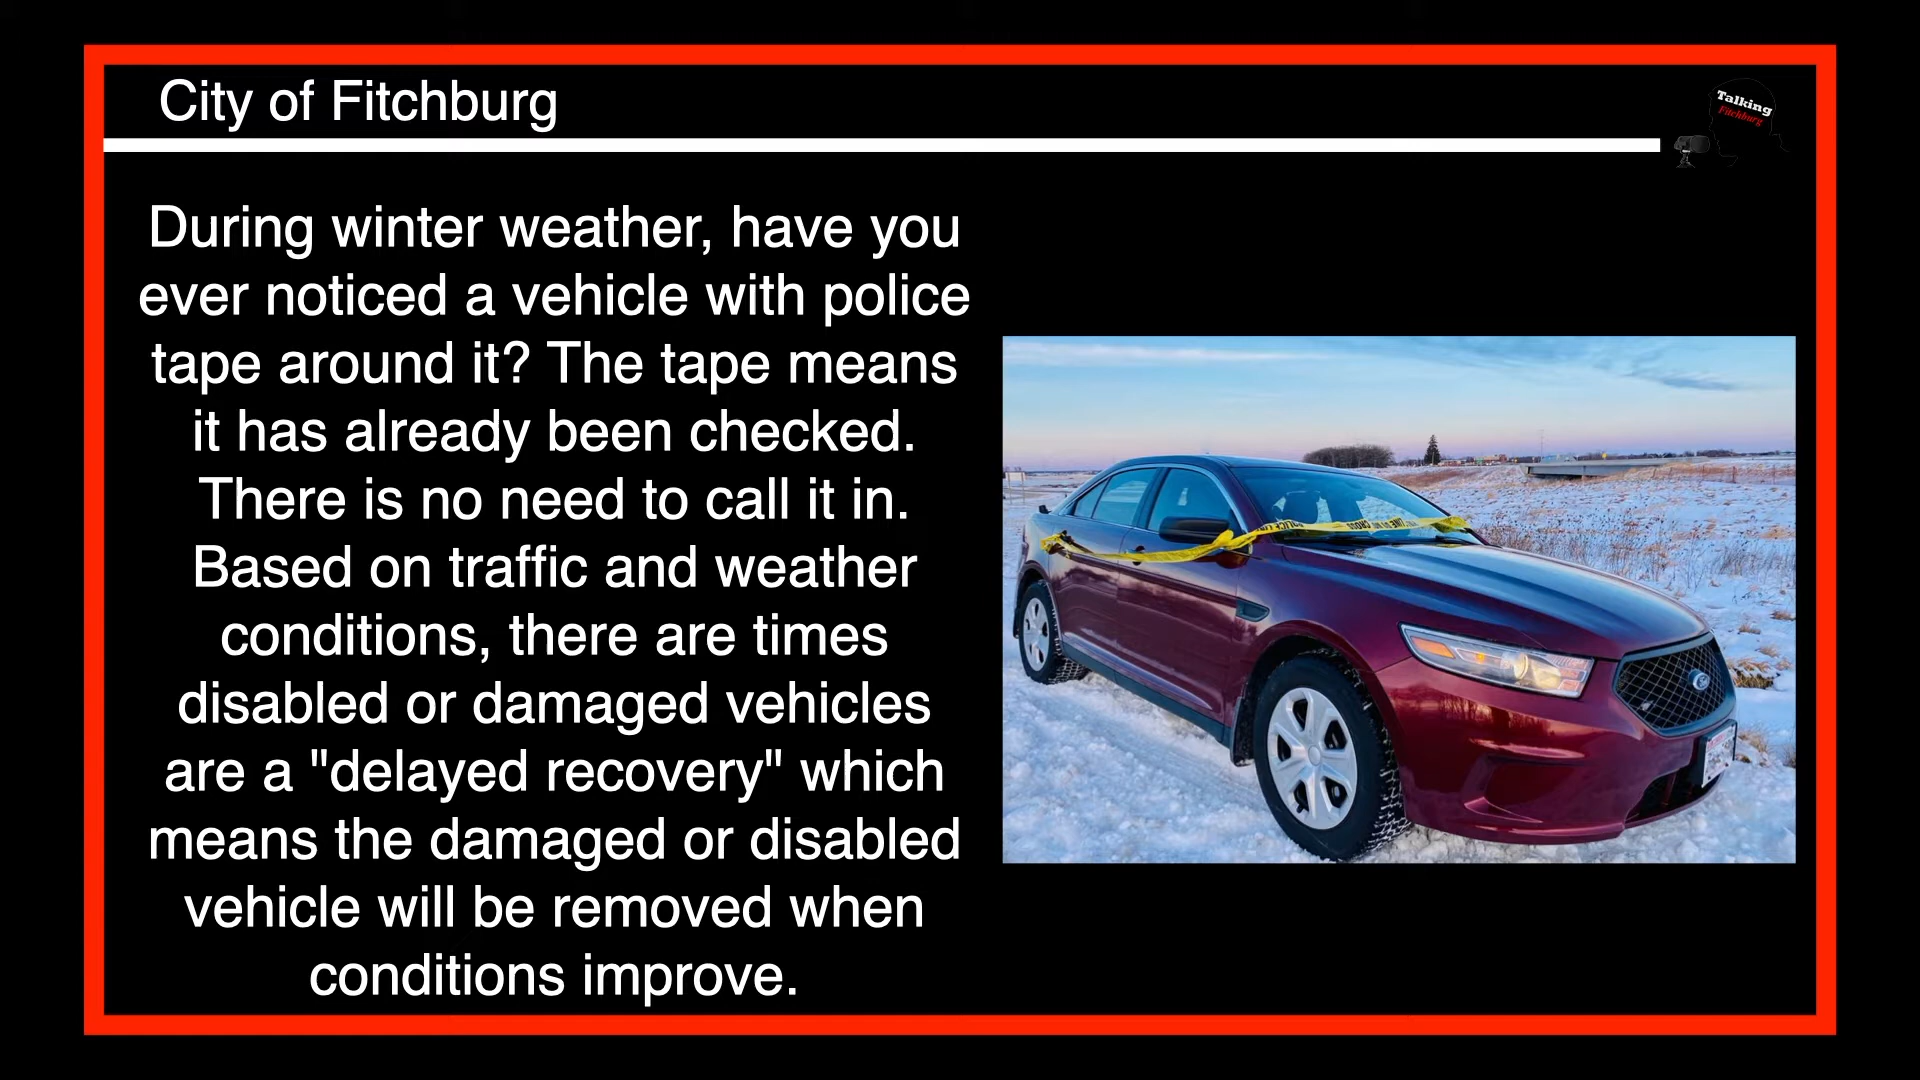 City of Fitchburg
Talking
Fitchburg
During winter weather, have you
ever noticed a vehicle with police
tape around it? The tape means
it has already been checked.
There is no need to call it in.
Based on traffic and weather
conditions, there are times
disabled or damaged vehicles
are a "delayed recovery" which
means the damaged or disabled
vehicle will be removed when
conditions improve.